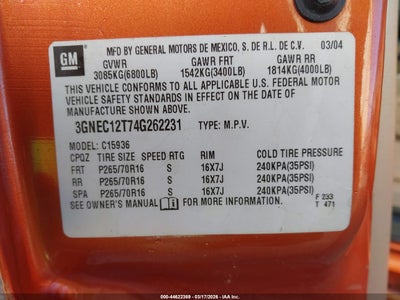 GM
MFD BY GENERAL MOTORS DE MEXICO, S. DE R.L. DE C.V. 03/04
GVWR GAWR FRT GAWR RR
3085KG(6800LB) 1542KG(3400LB) 1814KG(4000LB)
THIS VEHICLE CONFORMS TO ALL APPLICABLE U.S. FEDERAL MOTOR
VEHICLE SAFETY STANDARDS IN EFFECT ON THE DATE OF
MANUFACTURE SHOWN ABOVE.
3GNEC12T74G262231 TYPE: M.P.V.
MODEL: C15936
CPQZ TIRE SIZE SPEED RTG RIM COLD TIRE PRESSURE
FRT P265/70R16 S 16X7J 240KPA(35PSI)
RR P265/70R16 S 16X7J 240KPA(35PSI)
SPA P265/70R16 S 16X7J 240KPA(35PSI)
SEE OWNER'S MANUAL FOR MORE INFORMATION
F 233
T 471
000-44622369 - 03/17/2026 - IAA Inc.